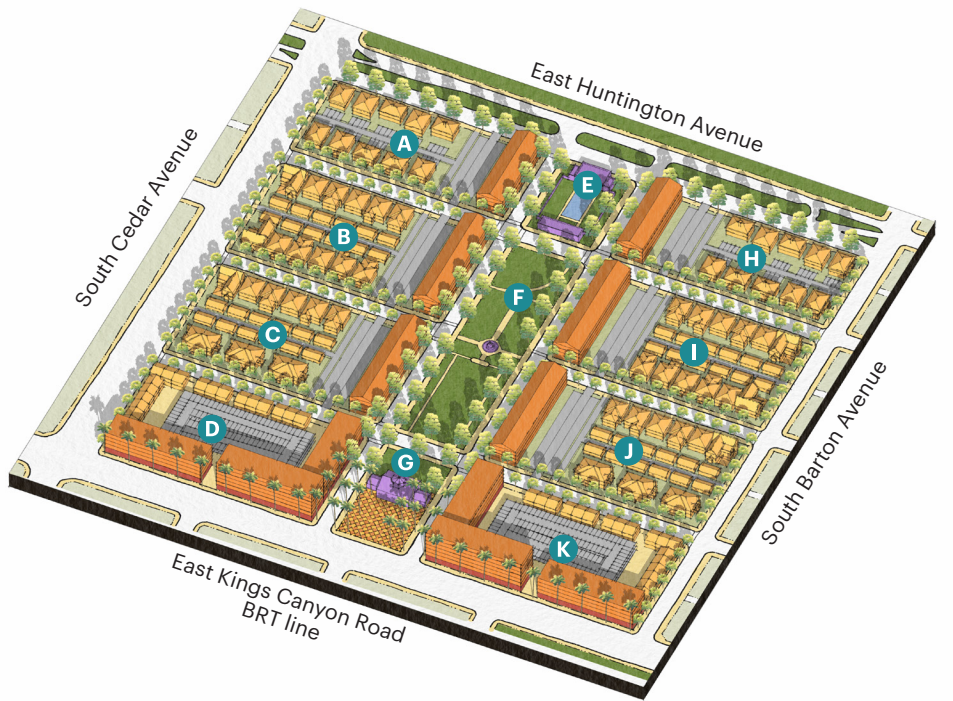 East Huntington Avenue
South Cedar Avenue
A
E
B
H
F
C
I
D
J
G
K
South Barton Avenue
East Kings Canyon Road
BRT line